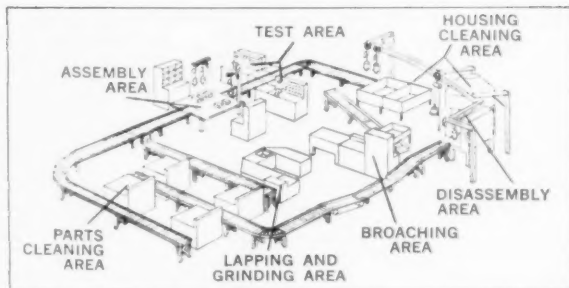 TEST AREA
HOUSING
CLEANING
AREA
ASSEMBLY
AREA
DISASSEMBLY
AREA
BROACHING
AREA
PARTS
CLEANING
AREA
LAPPING AND
GRINDING AREA